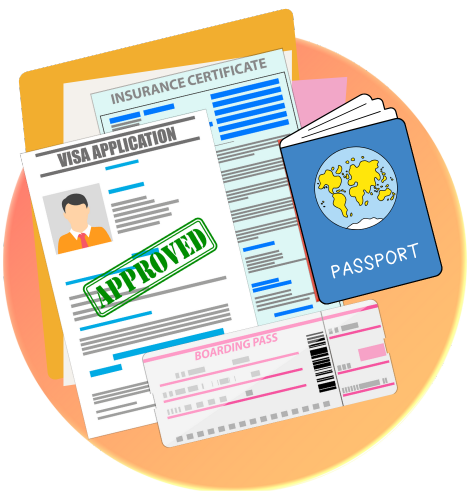 INSURANCE CERTIFICATE
VISA APPLICATION
APPROVED
PASSPORT
BOARDING PASS